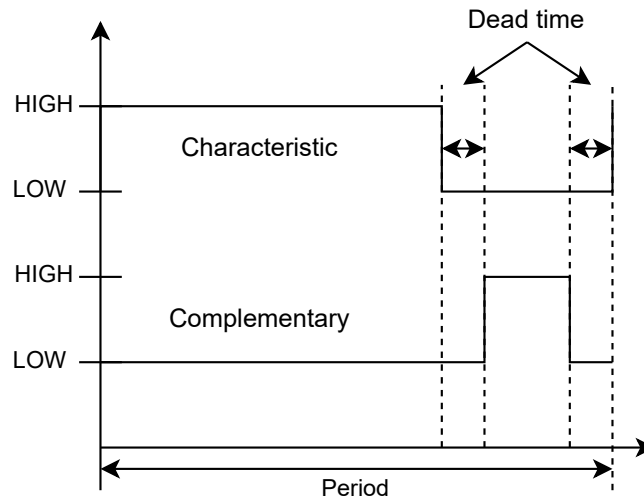 Dead time
HIGH
Characteristic
LOW
HIGH
Complementary
LOW
Period